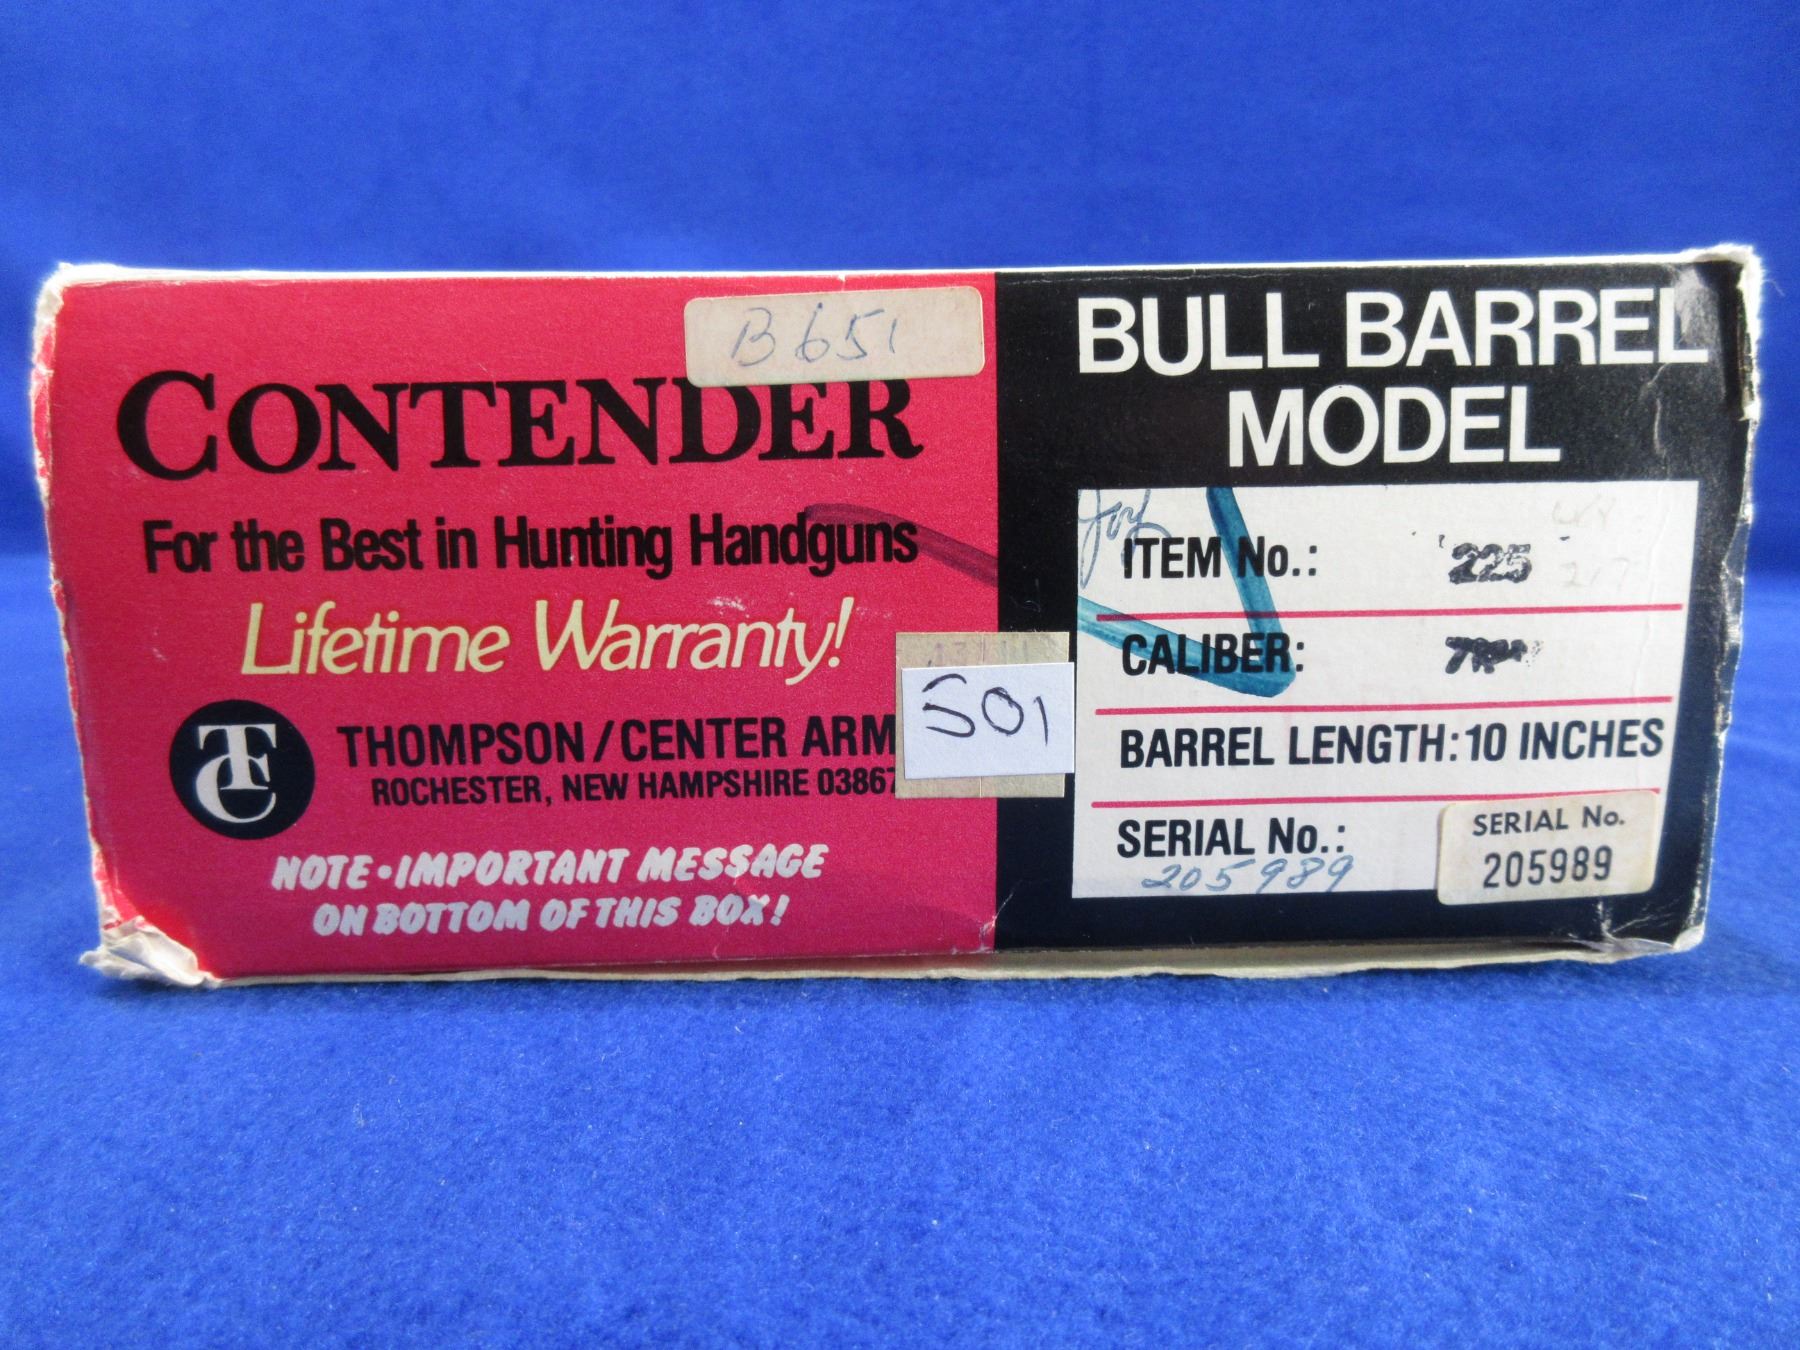 B651
CONTENDER
For the Best in Hunting Handguns
Lifetime Warranty!
TC
THOMPSON/CENTER ARM
ROCHESTER, NEW HAMPSHIRE 03867
NOTE • IMPORTANT MESSAGE
ON BOTTOM OF THIS BOX!
501
BULL BARREL
MODEL
ITEM No.: 225
CALIBER:
BARREL LENGTH: 10 INCHES
SERIAL No.:
205989
SERIAL No.
205989